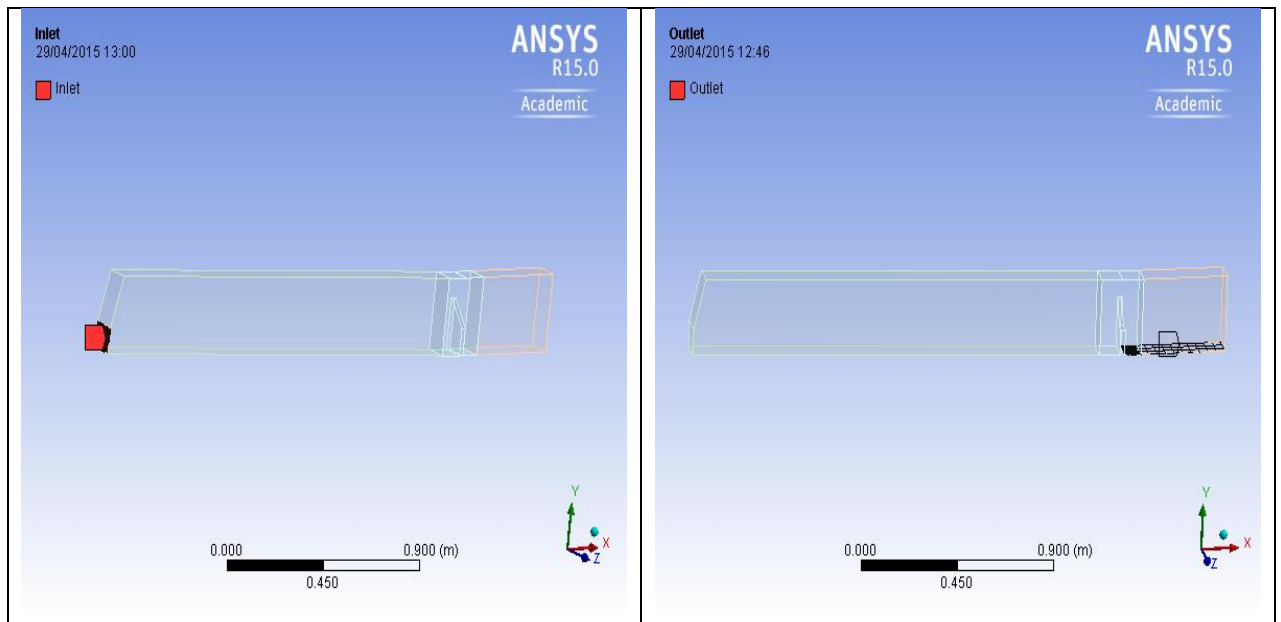 Inlet
29/04/2015 13:00
Inlet
ANSYS
R15.0
Academic
Y
X
Z
0.000
0.900 (m)
0.450
Outlet
29/04/2015 12:46
Outlet
ANSYS
R15.0
Academic
Y
X
Z
0.000
0.900 (m)
0.450